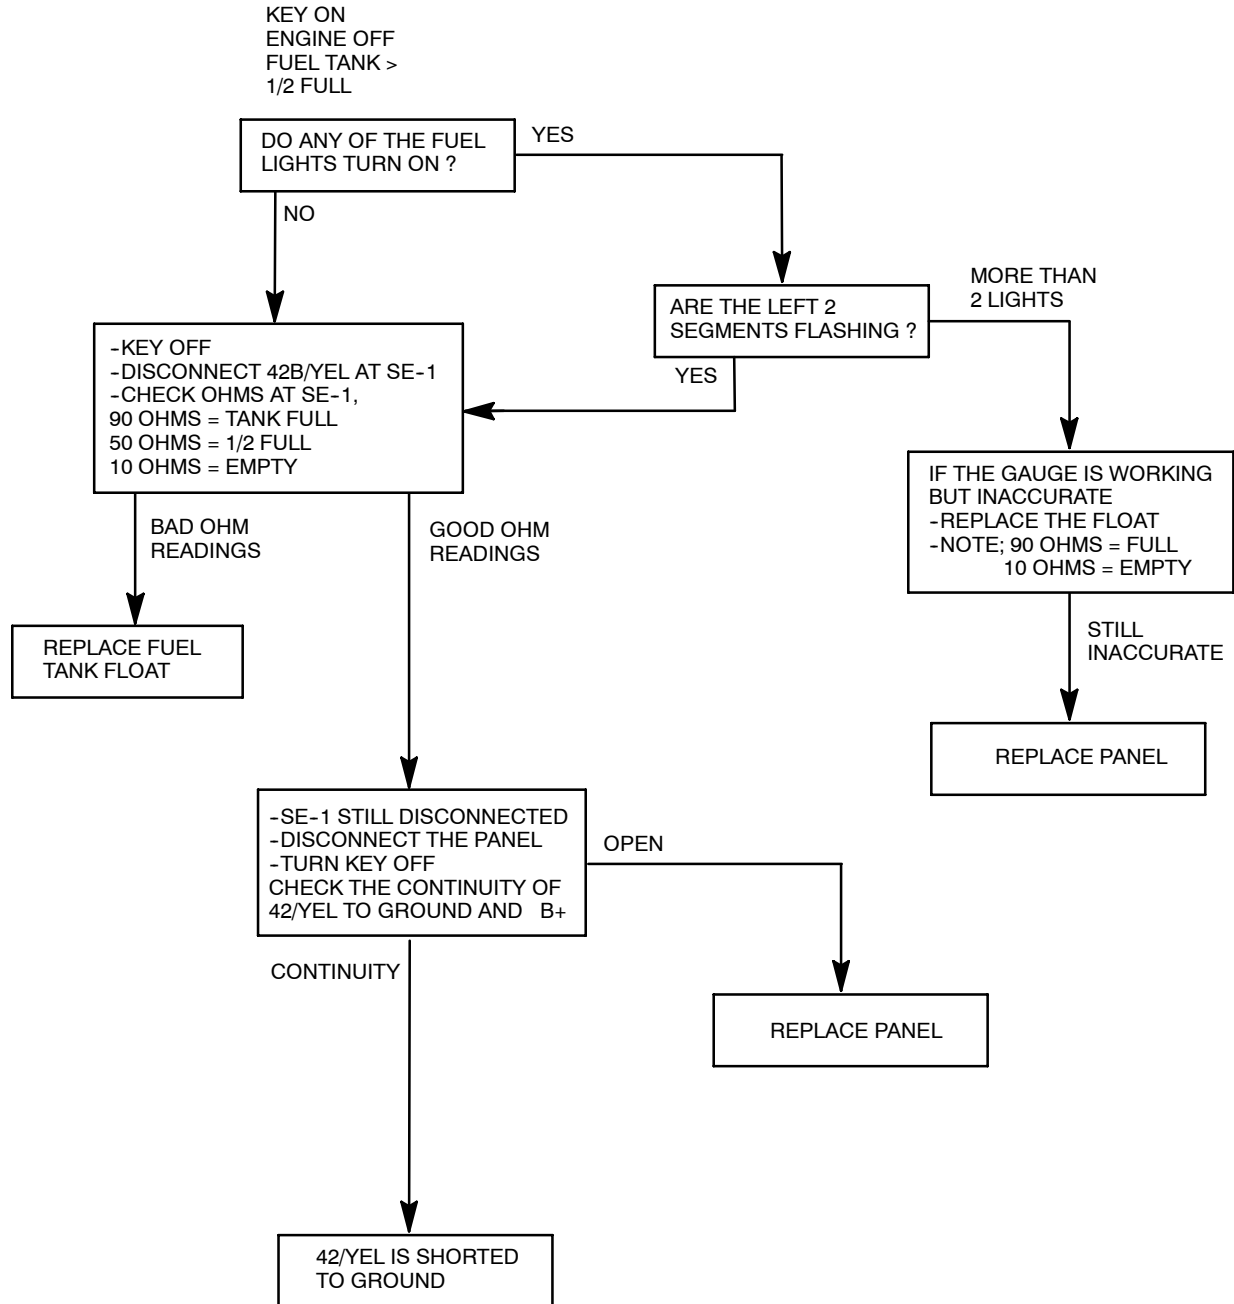 KEY ON
ENGINE OFF
FUEL TANK >
1/2 FULL
DO ANY OF THE FUEL
LIGHTS TURN ON ?
YES
NO
MORE THAN
2 LIGHTS
ARE THE LEFT 2
SEGMENTS FLASHING ?
YES
-KEY OFF
-DISCONNECT 42B/YEL AT SE-1
-CHECK OHMS AT SE-1,
90 OHMS = TANK FULL
50 OHMS = 1/2 FULL
10 OHMS = EMPTY
IF THE GAUGE IS WORKING
BUT INACCURATE
-REPLACE THE FLOAT
-NOTE; 90 OHMS = FULL
10 OHMS = EMPTY
BAD OHM
READINGS
GOOD OHM
READINGS
STILL
INACCURATE
REPLACE FUEL
TANK FLOAT
REPLACE PANEL
-SE-1 STILL DISCONNECTED
-DISCONNECT THE PANEL
-TURN KEY OFF
CHECK THE CONTINUITY OF
42/YEL TO GROUND AND B+
OPEN
CONTINUITY
REPLACE PANEL
42/YEL IS SHORTED
TO GROUND